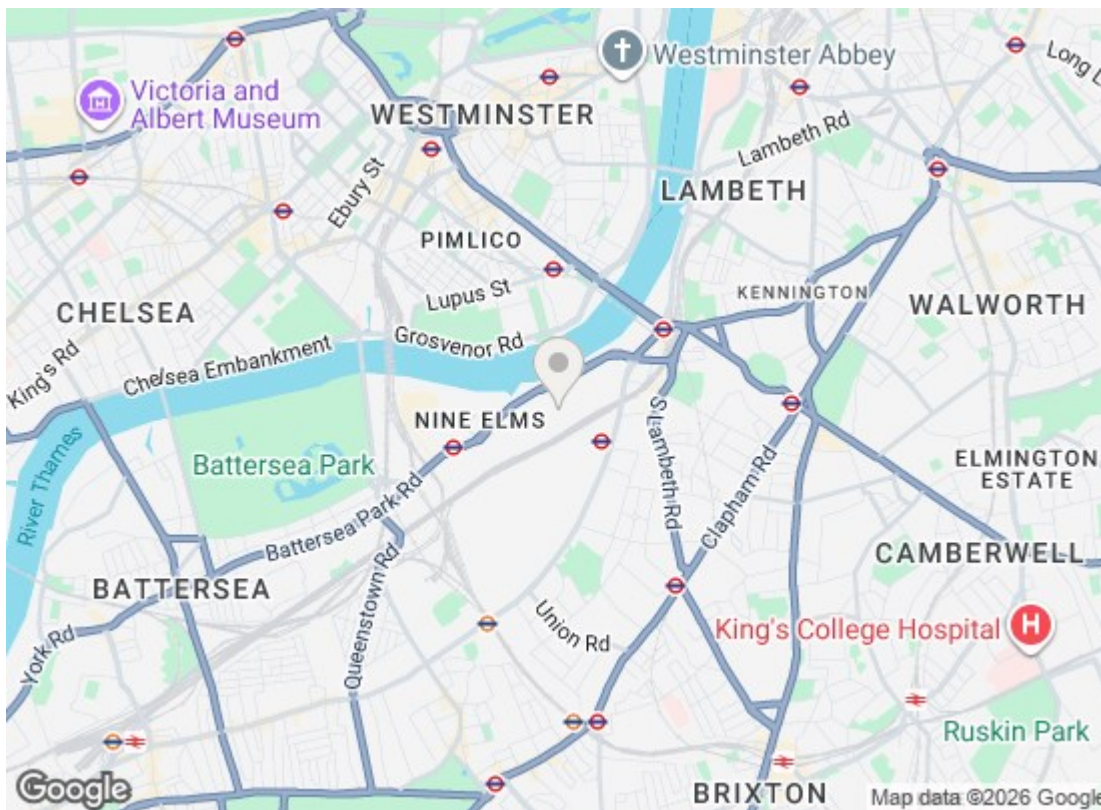 Westminster Abbey
Long L
Victoria and
Albert Museum
WESTMINSTER
Lambeth Rd
Ebury St
LAMBETH
PIMLICO
Lupus St
KENNINGTON
WALWORTH
CHELSEA
Grosvenor Rd
Chelsea Embankment
King's Rd
NINE ELMS
S Lambeth Rd
Clapham Rd
Battersea Park
ELMINGTON
ESTATE
River Thames
Battersea Park Rd
CAMBERWELL
BATTERSEA
Queenstown Rd
Union Rd
H
King's College Hospital
York Rd
Ruskin Park
Google
BRIXTON
Map data ©2026 Google